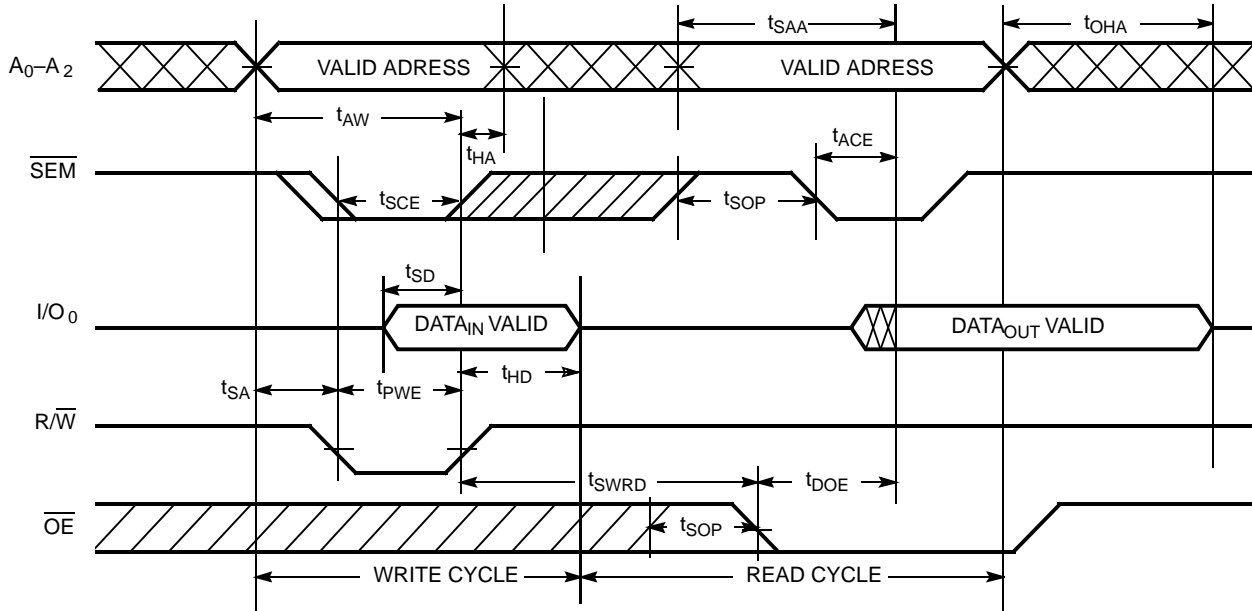 tSAA
tOHA
A0–A2
VALID ADRESS
VALID ADRESS
tAW
tHA
tACE
SEM
tSCE
tSOP
tSD
I/O0
DATAIN VALID
DATAOUT VALID
tSA
tPWE
tHD
R/W
tSWRD
tDOE
OE
tSOP
WRITE CYCLE
READ CYCLE